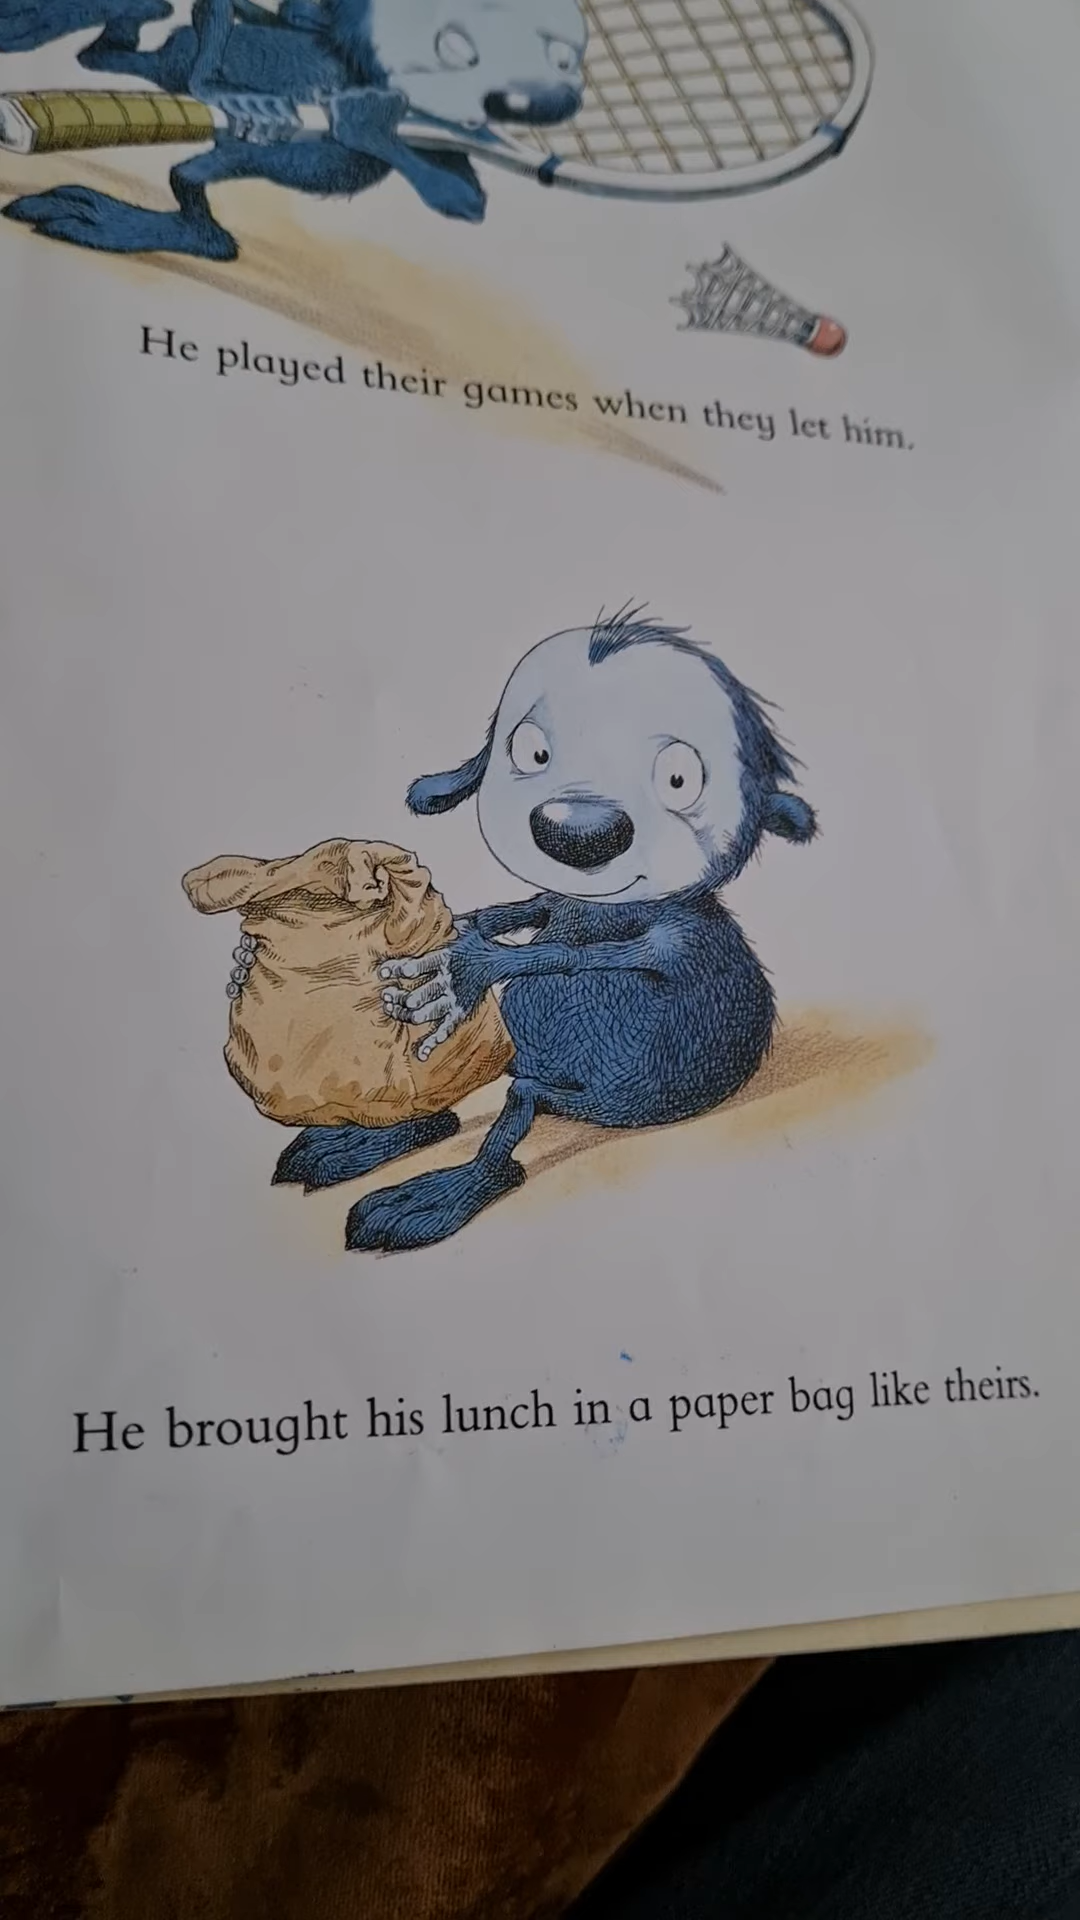 He played their games when they let him.
He brought his lunch in a paper bag like theirs.